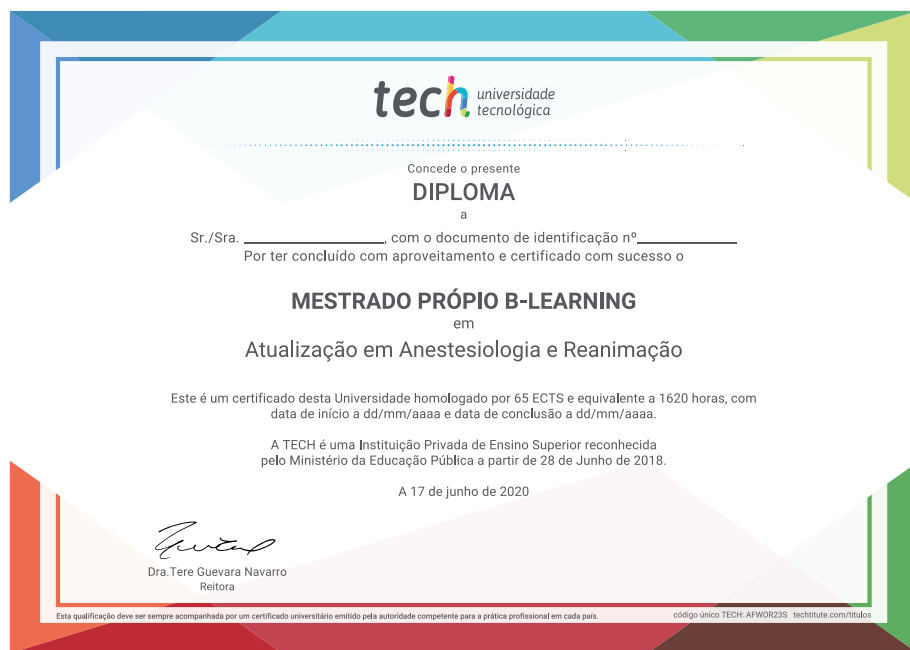 tech universidade
tecnológica
Concede o presente
DIPLOMA
a
Sr./Sra. ________________, com o documento de identificação nº____________
Por ter concluído com aproveitamento e certificado com sucesso o
MESTRADO PRÓPIO B-LEARNING
em
Atualização em Anestesiologia e Reanimação
Este é um certificado desta Universidade homologado por 65 ECTS e equivalente a 1620 horas, com
data de início a dd/mm/aaaa e data de conclusão a dd/mm/aaaa.
A TECH é uma Instituição Privada de Ensino Superior reconhecida
pelo Ministério da Educação Pública a partir de 28 de Junho de 2018.
A 17 de junho de 2020
Dra.Tere Guevara Navarro
Reitora
Esta qualificação deve ser sempre acompanhada por um certificado universitário emitido pela autoridade competente para a prática profissional em cada país.
código único TECH: AFWOR23S techtitute.com/titulos